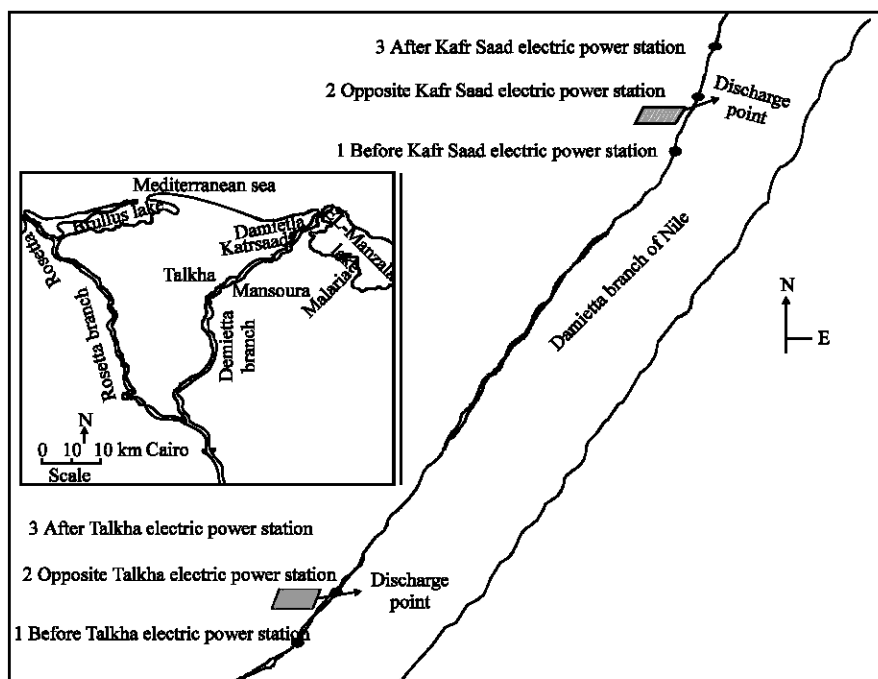 3 After Kafr Saad electric power station
2 Opposite Kafr Saad electric power station
Discharge
point
1 Before Kafr Saad electric power station
Mediterranean sea
Brullus lake
Rosetta
Damietta
Katrsaad
El-Manzala
lake
Malariae
Talkha
Mansoura
Rosetta branch
Demietta
branch
N
0 10 10 km Cairo
Scale
Damietta branch of Nile
N
E
3 After Talkha electric power station
2 Opposite Talkha electric power station
Discharge
point
1 Before Talkha electric power station